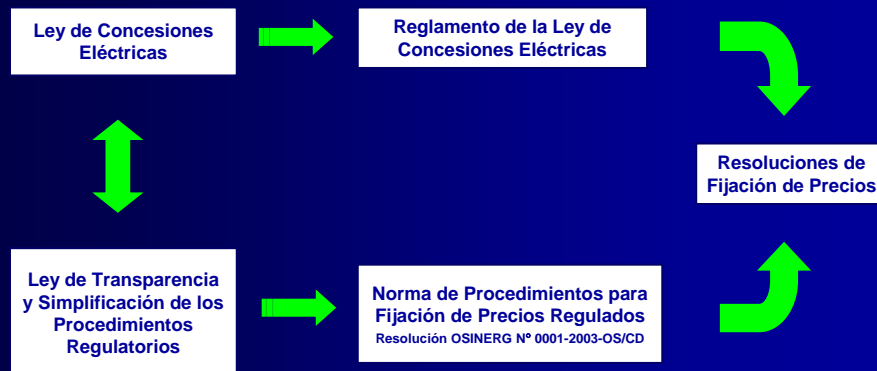 Ley de Concesiones
Eléctricas
Reglamento de la Ley de
Concesiones Eléctricas
Resoluciones de
Fijación de Precios
Ley de Transparencia
y Simplificación de los
Procedimientos
Regulatorios
Norma de Procedimientos para
Fijación de Precios Regulados
Resolución OSINERG Nº 0001-2003-OS/CD